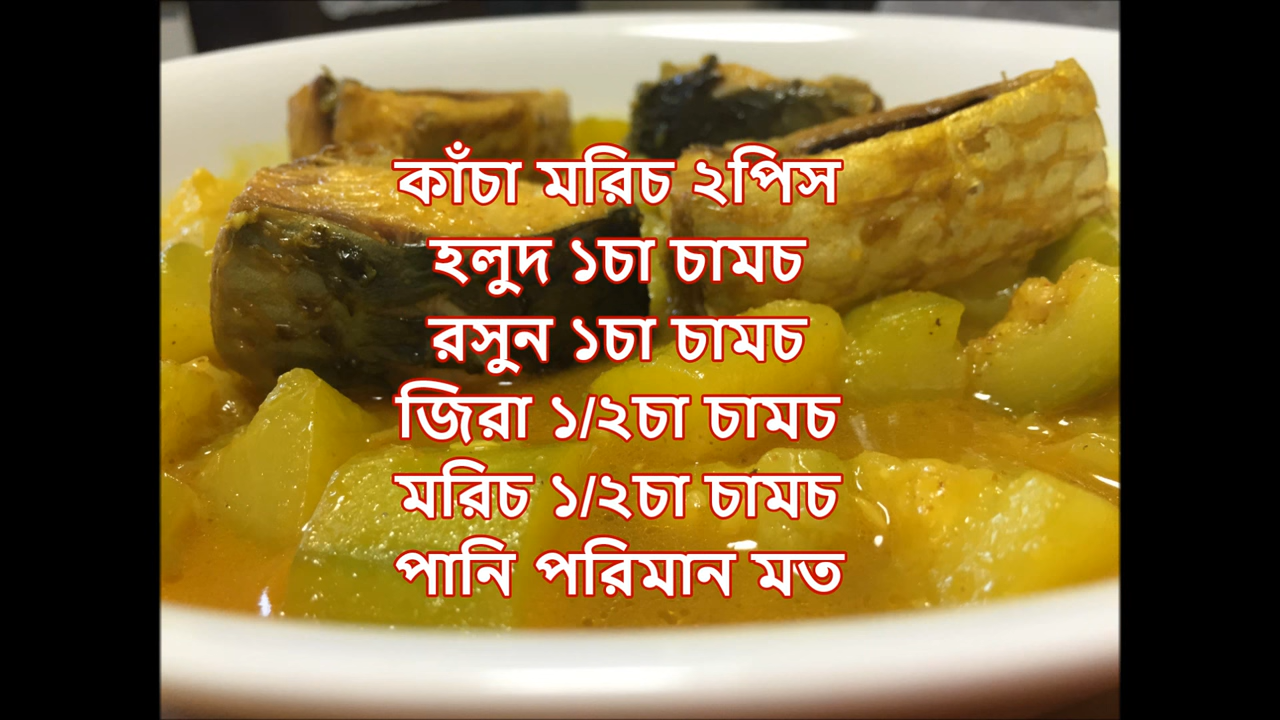 কাঁচা মরিচ ২পিস
হলুদ ১চা চামচ
রসুন ১চা চামচ
জিরা ১/২চা চামচ
মরিচ ১/২চা চামচ
পানি পরিমান মত